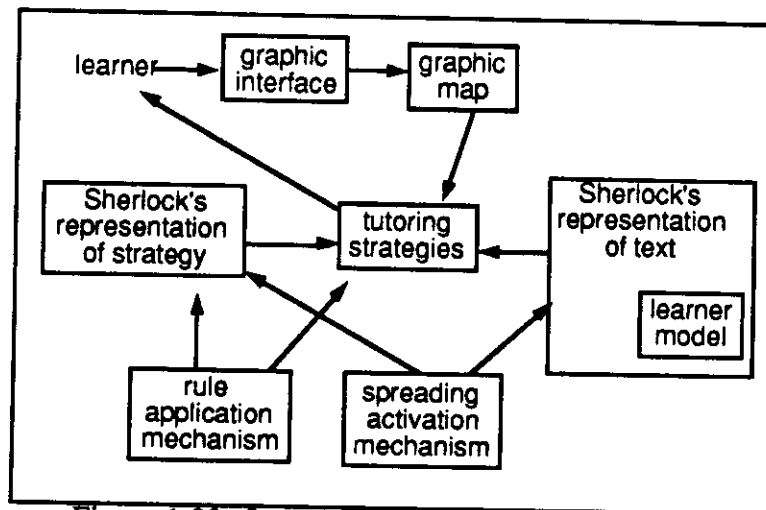 learner
graphic
interface
graphic
map
Sherlock's
representation
of strategy
tutoring
strategies
Sherlock's
representation
of text
learner
model
rule
application
mechanism
spreading
activation
mechanism